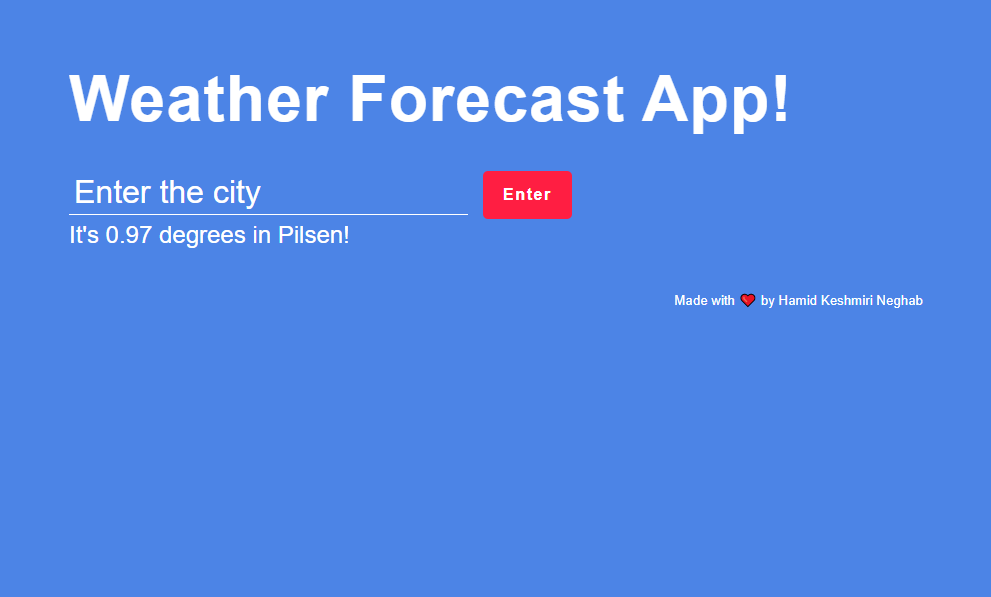 Weather Forecast App!
Enter the city
Enter
It's 0.97 degrees in Pilsen!
Made with ❤ by Hamid Keshmiri Neghab